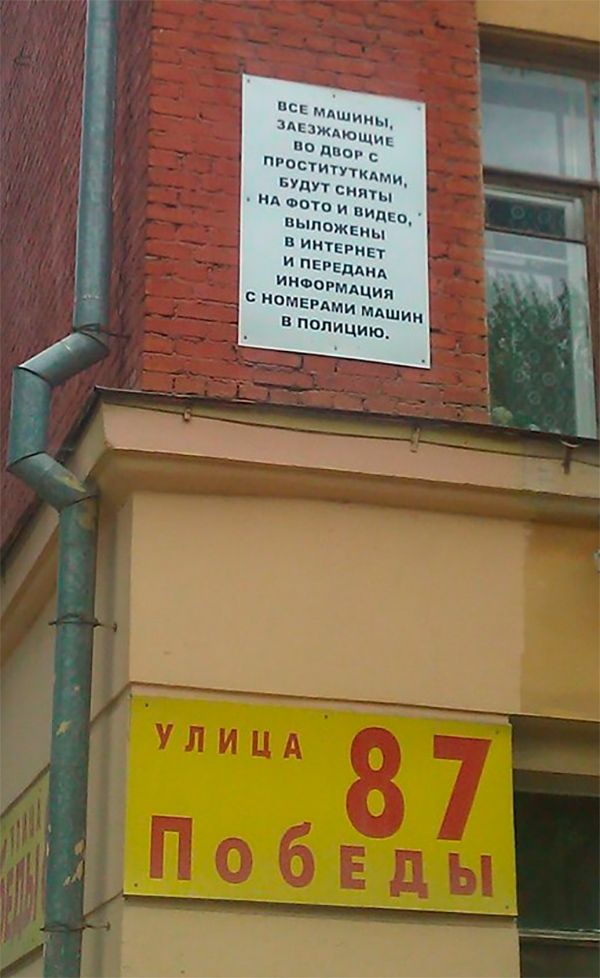 ВСЕ МАШИНЫ,
ЗАЕЗЖАЮЩИЕ
ВО ДВОР С
ПРОСТИТУТКАМИ,
БУДУТ СНЯТЫ
НА ФОТО И ВИДЕО,
ВЫЛОЖЕНЫ
В ИНТЕРНЕТ
И ПЕРЕДАНА
ИНФОРМАЦИЯ
С НОМЕРАМИ МАШИН
В ПОЛИЦИЮ.
УЛИЦА 87
Победы